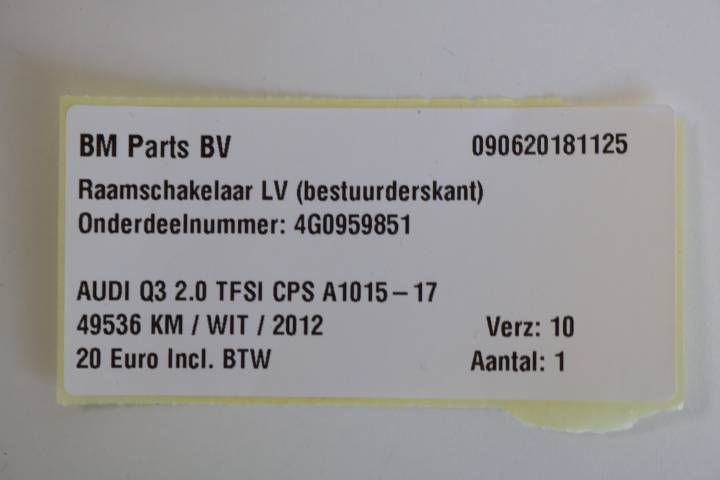 BM Parts BV 090620181125
Raamschakelaar LV (bestuurderskant)
Onderdeelnummer: 4G0959851
AUDI Q3 2.0 TFSI CPS A1015-17
49536 KM / WIT / 2012 Verz: 10
20 Euro Incl. BTW Aantal: 1